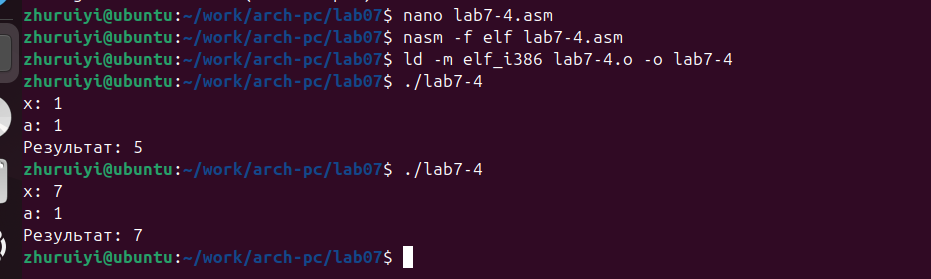 zhuruiyi@ubuntu:~/work/arch-pc/lab07$ nano lab7-4.asm
zhuruiyi@ubuntu:~/work/arch-pc/lab07$ nasm -f elf lab7-4.asm
zhuruiyi@ubuntu:~/work/arch-pc/lab07$ ld -m elf_i386 lab7-4.o -o lab7-4
zhuruiyi@ubuntu:~/work/arch-pc/lab07$ ./lab7-4
x: 1
a: 1
Результат: 5
zhuruiyi@ubuntu:~/work/arch-pc/lab07$ ./lab7-4
x: 7
a: 1
Результат: 7
zhuruiyi@ubuntu:~/work/arch-pc/lab07$